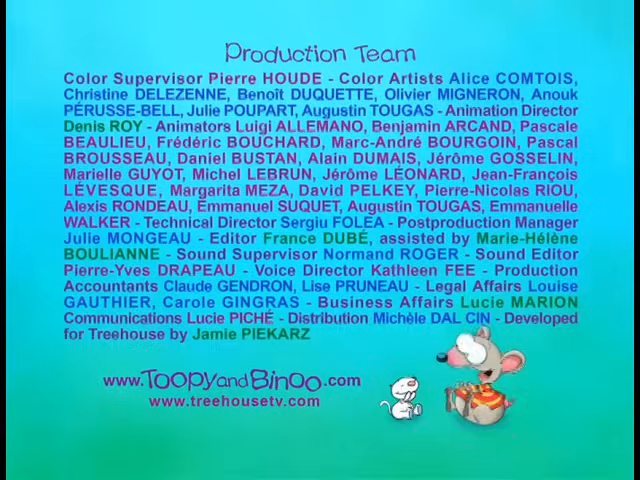 Production Team
Color Supervisor Pierre HOUDE - Color Artists Alice COMTOIS,
Christine DELEZENNE, Benoît DUQUETTE, Olivier MIGNERON, Anouk
PÉRUSSE-BELL, Julie POUPART, Augustin TOUGAS - Animation Director
Denis ROY - Animators Luigi ALLEMANO, Benjamin ARCAND, Pascale
BEAULIEU, Frédéric BOUCHARD, Marc-André BOURGOIN, Pascal
BROUSSEAU, Daniel BUSTAN, Alain DUMAIS, Jérôme GOSSELIN,
Marielle GUYOT, Michel LEBRUN, Jérôme LÉONARD, Jean-François
LÉVESQUE, Margarita MEZA, David PELKEY, Pierre-Nicolas RIOU,
Alexis RONDEAU, Emmanuel SUQUET, Augustin TOUGAS, Emmanuelle
WALKER - Technical Director Sergiu FOLEA - Postproduction Manager
Julie MONGEAU - Editor France DUBÉ, assisted by Marie-Hélène
BOULIANNE - Sound Supervisor Normand ROGER - Sound Editor
Pierre-Yves DRAPEAU - Voice Director Kathleen FEE - Production
Accountants Claude GENDRON, Lise PRUNEAU - Legal Affairs Louise
GAUTHIER, Carole GINGRAS - Business Affairs Lucie MARION
Communications Lucie PICHÉ - Distribution Michèle DAL CIN - Developed
for Treehouse by Jamie PIEKARZ
www.ToopyandBinoo.com
www.treehousetv.com